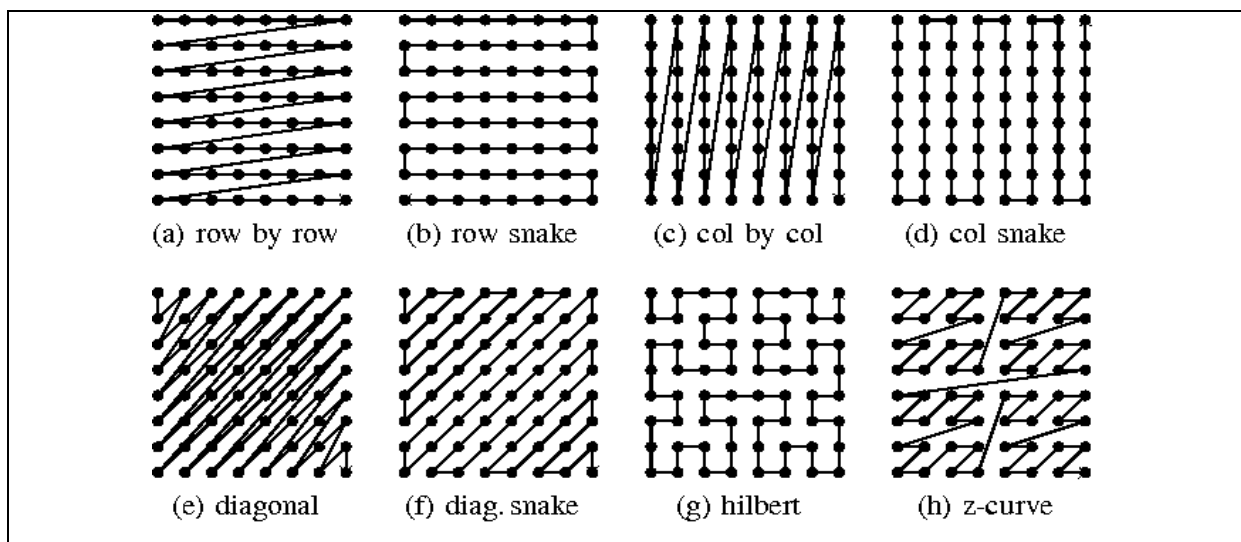 (a) row by row (b) row snake (c) col by col (d) col snake
(e) diagonal (f) diag. snake (g) hilbert (h) z-curve